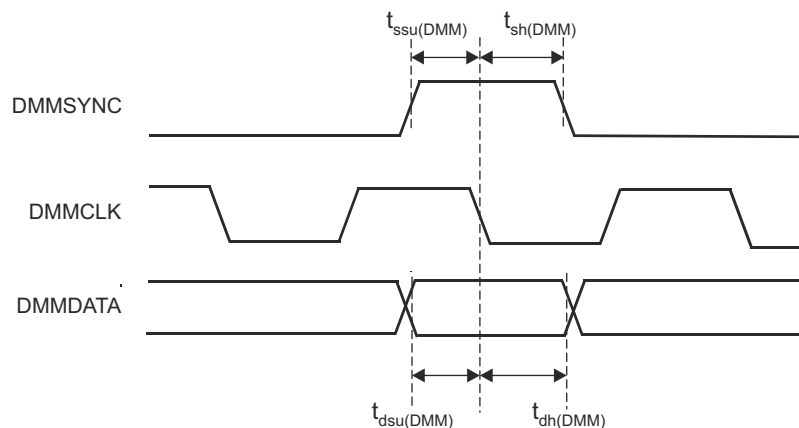 tssu(DMM) tsh(DMM)
DMMSYNC
DMMCLK
DMMDATA
tdsu(DMM) tdh(DMM)